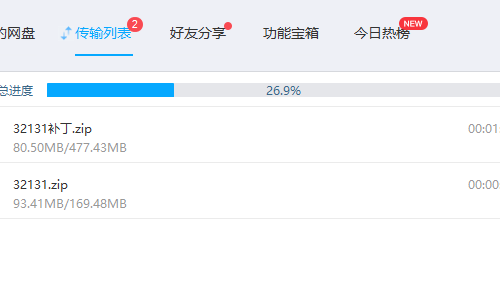 的网盘 传输列表 2 好友分享 功能宝箱 今日热榜 NEW
总进度 26.9%
32131补丁.zip 00:01
80.50MB/477.43MB
32131.zip 00:00
93.41MB/169.48MB